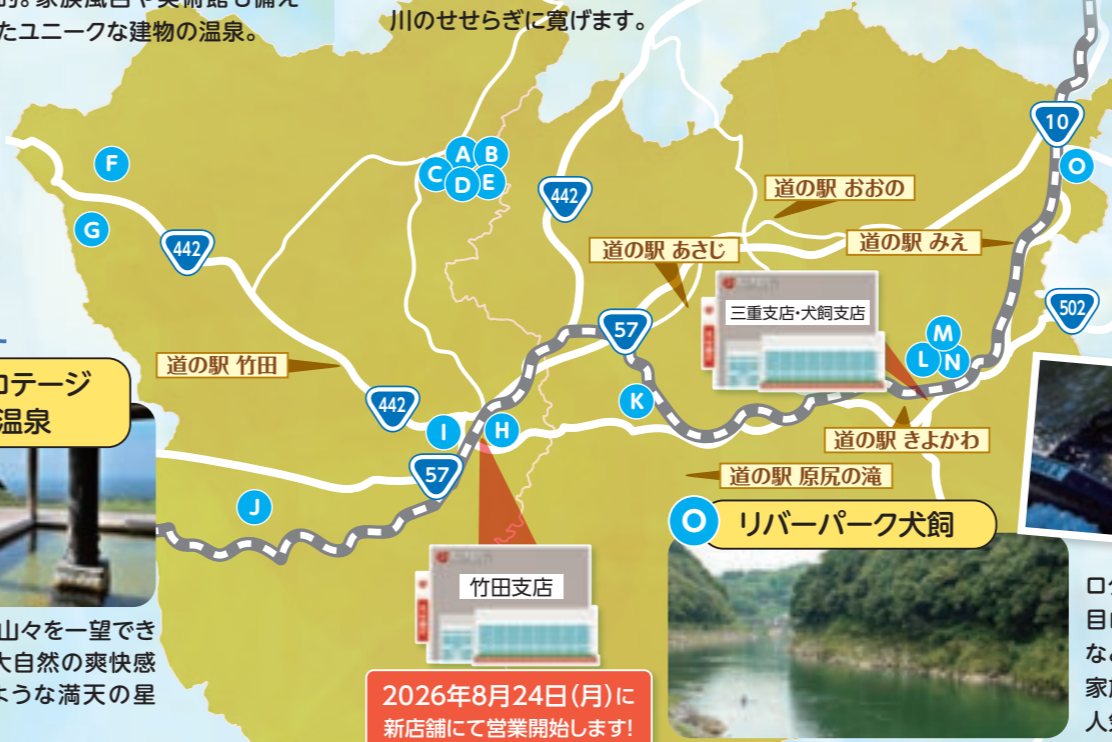 的。家族風呂や美術館も備え
たユニークな建物の温泉。
川のせせらぎに寛げます。
10
O
A
B
C
D
E
F
G
442
442
道の駅 おおの
道の駅 みえ
道の駅 あさじ
三重支店・犬飼支店
502
57
M
L
N
道の駅 竹田
442
K
I
H
道の駅 きよかわ
57
道の駅 原尻の滝
J
コテージ
温泉
O リバーパーク犬飼
竹田支店
山々を一望でき
大自然の爽快感
ような満天の星
2026年8月24日(月)に
新店舗にて営業開始します!